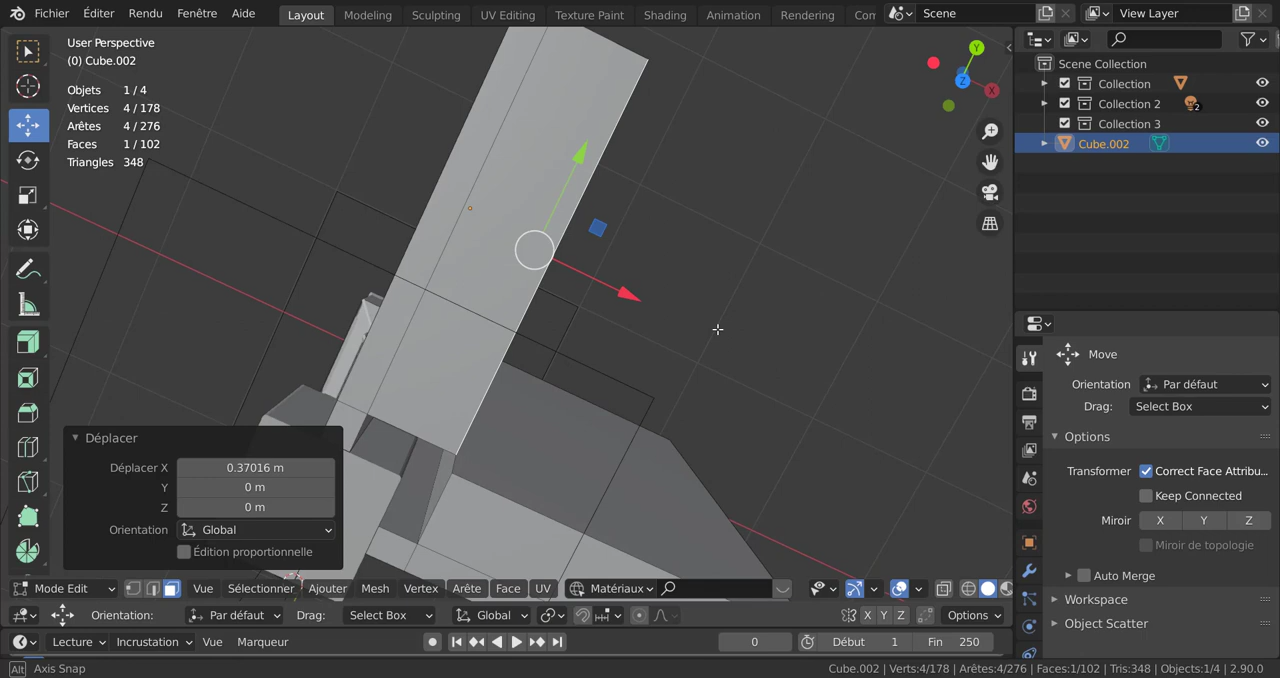 Fichier Éditer Rendu Fenêtre Aide Layout Modeling Sculpting UV Editing Texture Paint Shading Animation Rendering Com Scene View Layer
User Perspective
(0) Cube.002
Objets 1 / 4
Vertices 4 / 178
Arêtes 4 / 276
Faces 1 / 102
Triangles 348
Y
Z
X
Scene Collection
Collection
Collection 2 2
Collection 3
Cube.002
Move
Orientation Par défaut
Drag: Select Box
Options
Transformer Correct Face Attribu...
Keep Connected
Miroir X Y Z
Miroir de topologie
Auto Merge
Workspace
Object Scatter
Déplacer
Déplacer X 0.37016 m
Y 0 m
Z 0 m
Orientation Global
Édition proportionnelle
Mode Edit Vue Sélectionner Ajouter Mesh Vertex Arête Face UV Matériaux
Orientation: Par défaut Drag: Select Box Global X Y Z Options
Lecture Incrustation Vue Marqueur 0 Début 1 Fin 250
Alt Axis Snap Cube.002 | Verts:4/178 | Arêtes:4/276 | Faces:1/102 | Tris:348 | Objects:1/4 | 2.90.0